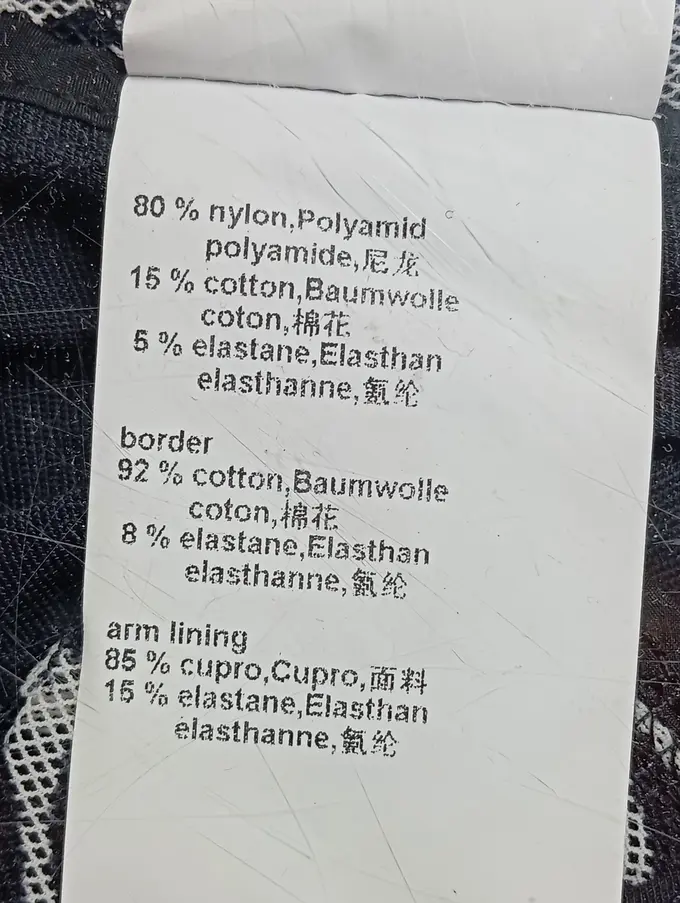 80 % nylon,Polyamid
polyamide,尼龙
15 % cotton,Baumwolle
coton,棉花
5 % elastane,Elasthan
elasthanne,氨纶
border
92 % cotton,Baumwolle
coton,棉花
8 % elastane,Elasthan
elasthanne,氨纶
arm lining
85 % cupro,Cupro,面料
15 % elastane,Elasthan
elasthanne,氨纶